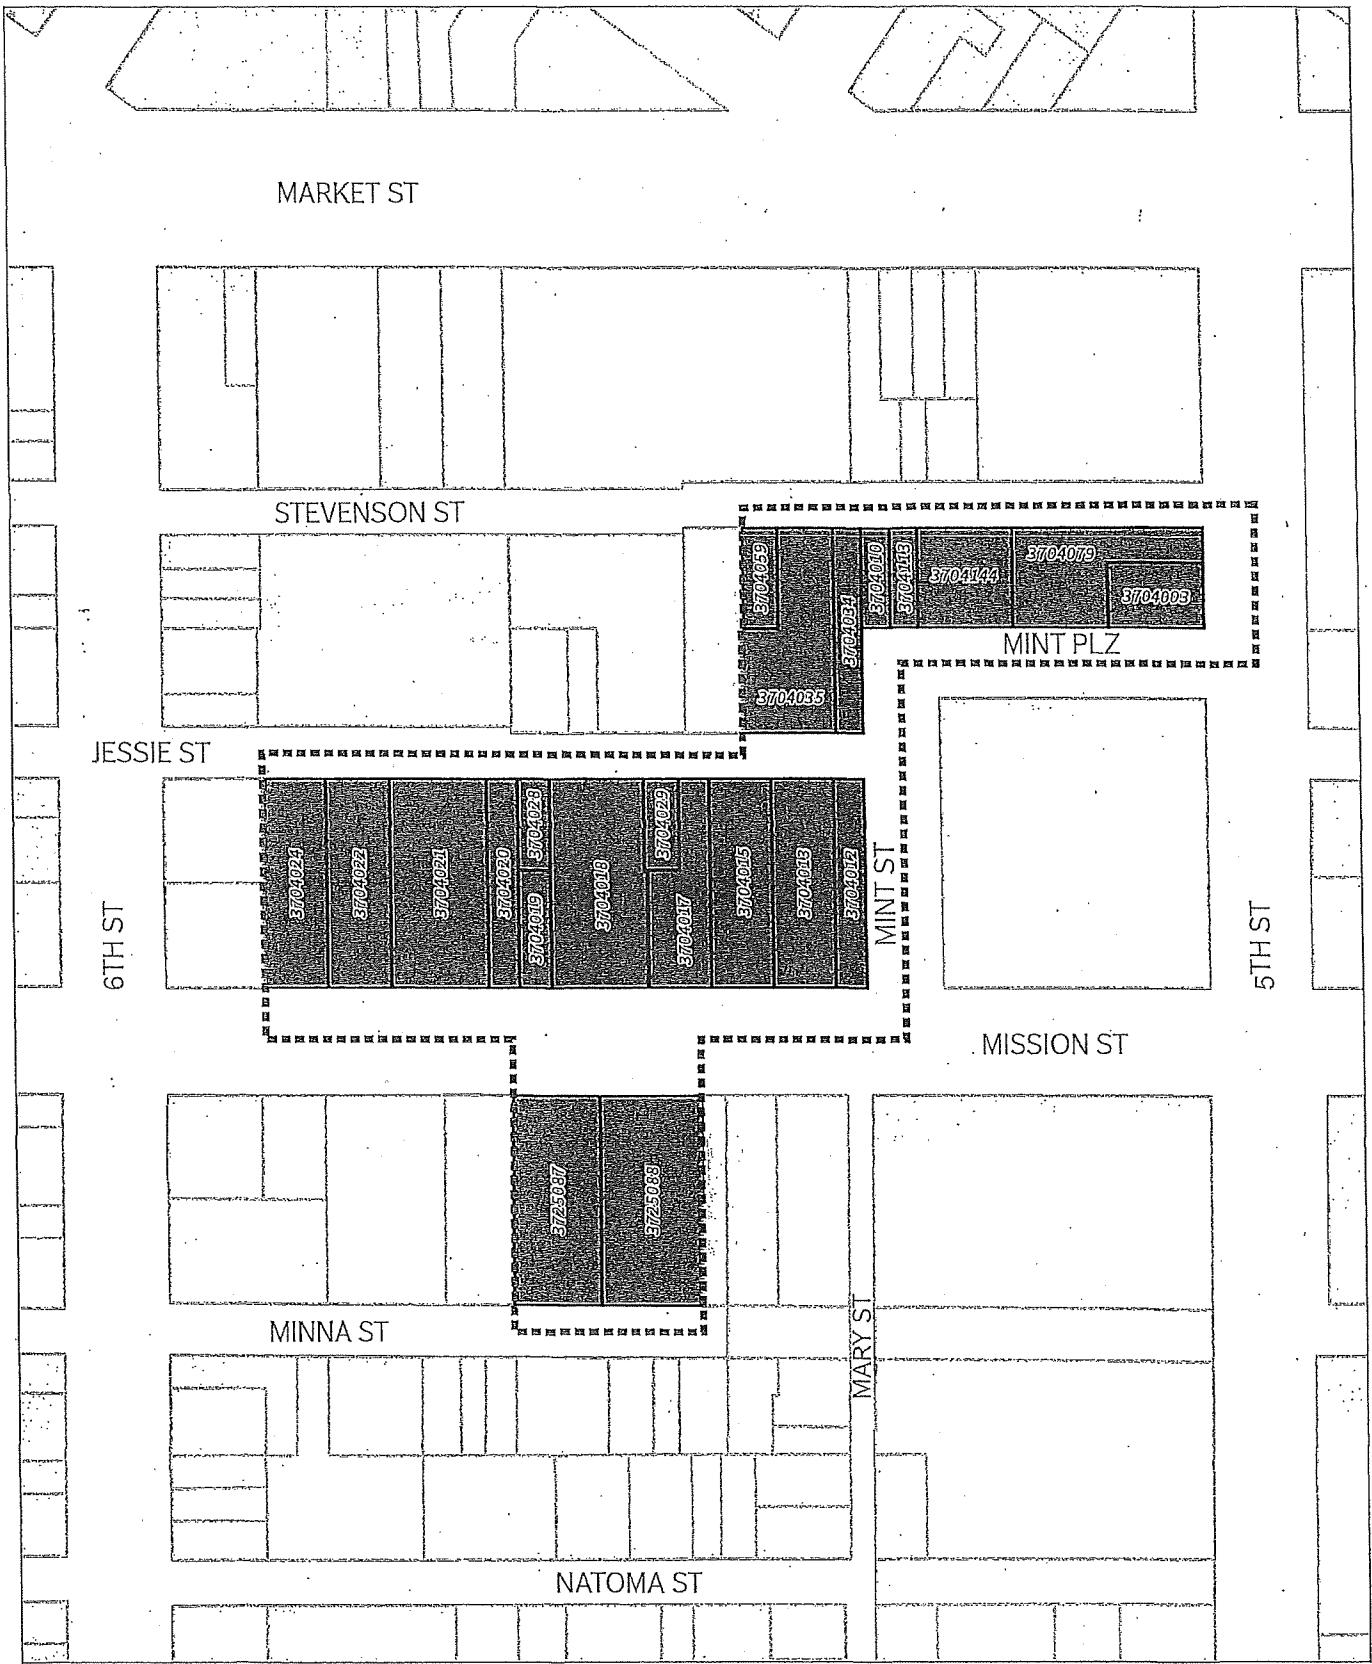 MARKET ST
STEVENSON ST
3704059
3704034
3704010
3704113
3704144
3704079
3704003
MINT PLZ
3704035
JESSIE ST
3704024
3704022
3704021
3704020
3704028
3704019
3704018
3704029
3704017
3704015
3704013
3704012
MINT ST
6TH ST
5TH ST
MISSION ST
3725087
3725088
MINNA ST
MARY ST
NATOMA ST